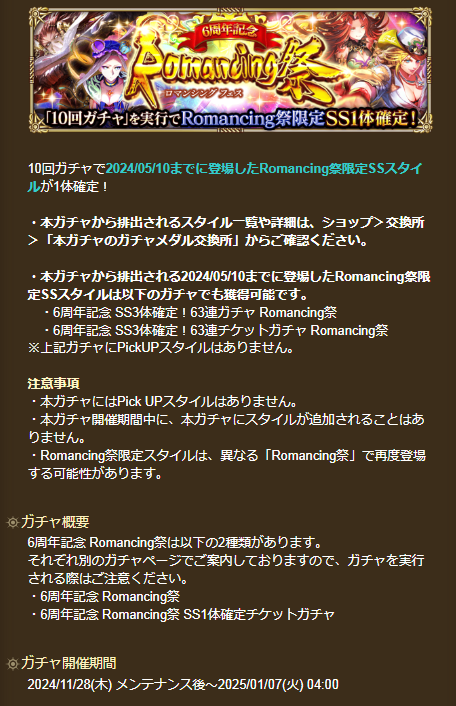 6周年記念
Romancing祭
ロマンシング フェス
「10回ガチャ」を実行でRomancing祭限定SS1体確定!
10回ガチャで2024/05/10までに登場したRomancing祭限定SSスタイ
ルが1体確定！
・本ガチャから排出されるスタイル一覧や詳細は、ショップ＞交換所
＞「本ガチャのガチャメダル交換所」からご確認ください。
・本ガチャから排出される2024/05/10までに登場したRomancing祭限
定SSスタイルは以下のガチャでも獲得可能です。
・6周年記念 SS3体確定！63連ガチャ Romancing祭
・6周年記念 SS3体確定！63連チケットガチャ Romancing祭
※上記ガチャにPickUPスタイルはありません。
注意事項
・本ガチャにはPick UPスタイルはありません。
・本ガチャ開催期間中に、本ガチャにスタイルが追加されることはあ
りません。
・Romancing祭限定スタイルは、異なる「Romancing祭」で再度登場
する可能性があります。
ガチャ概要
6周年記念 Romancing祭は以下の2種類があります。
それぞれ別のガチャページでご案内しておりますので、ガチャを実行
される際はご注意ください。
・6周年記念 Romancing祭
・6周年記念 Romancing祭 SS1体確定チケットガチャ
ガチャ開催期間
2024/11/28(木) メンテナンス後～2025/01/07(火) 04:00